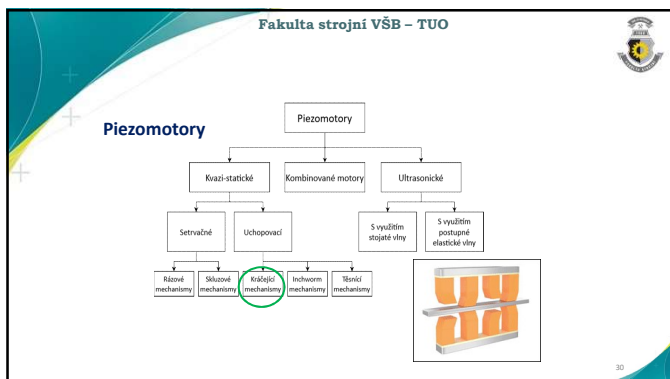 Fakulta strojní VŠB – TUO
Piezomotory
Piezomotory
Kvazi-statické
Kombinované motory
Ultrasonické
Setrvačné
Uchopovací
S využitím
stojaté vlny
S využitím
postupné
elastické vlny
Rázové
mechanismy
Skluzové
mechanismy
Kráčející
mechanismy
Inchworm
mechanismy
Těsnící
mechanismy
30